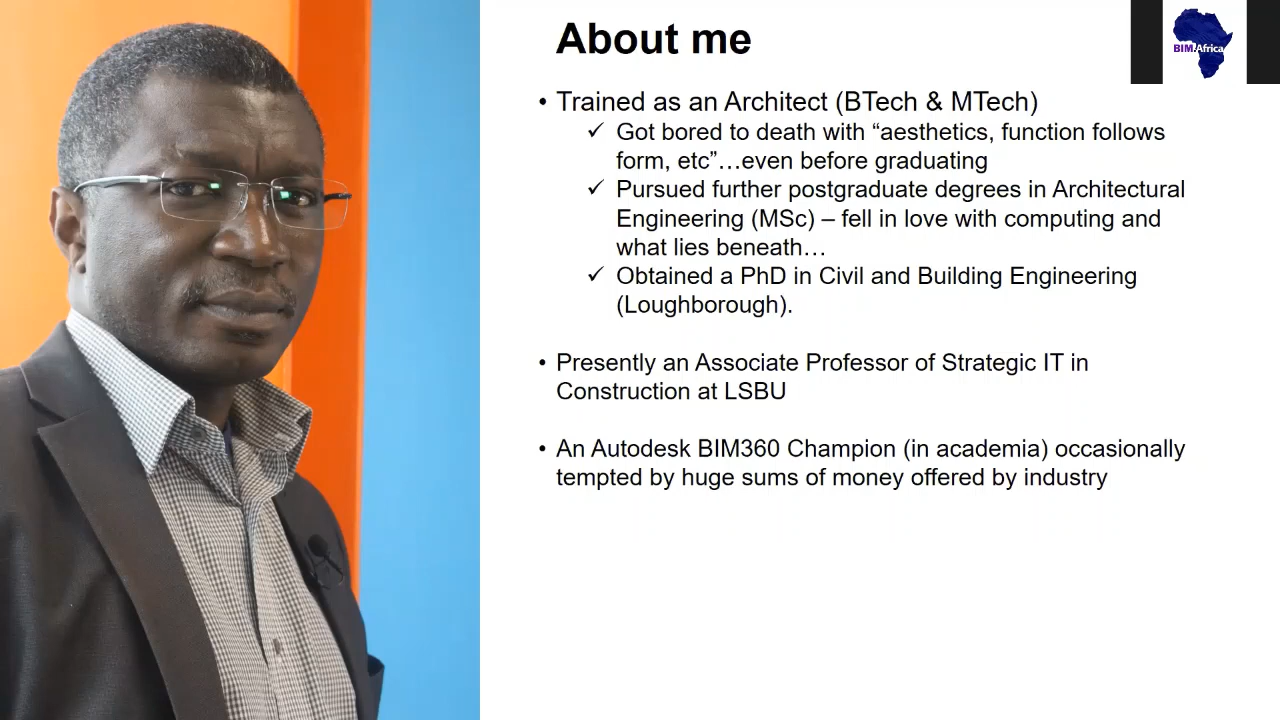 About me
BIM.Africa
• Trained as an Architect (BTech & MTech)
✓ Got bored to death with “aesthetics, function follows
form, etc”…even before graduating
✓ Pursued further postgraduate degrees in Architectural
Engineering (MSc) – fell in love with computing and
what lies beneath…
✓ Obtained a PhD in Civil and Building Engineering
(Loughborough).
• Presently an Associate Professor of Strategic IT in
Construction at LSBU
• An Autodesk BIM360 Champion (in academia) occasionally
tempted by huge sums of money offered by industry